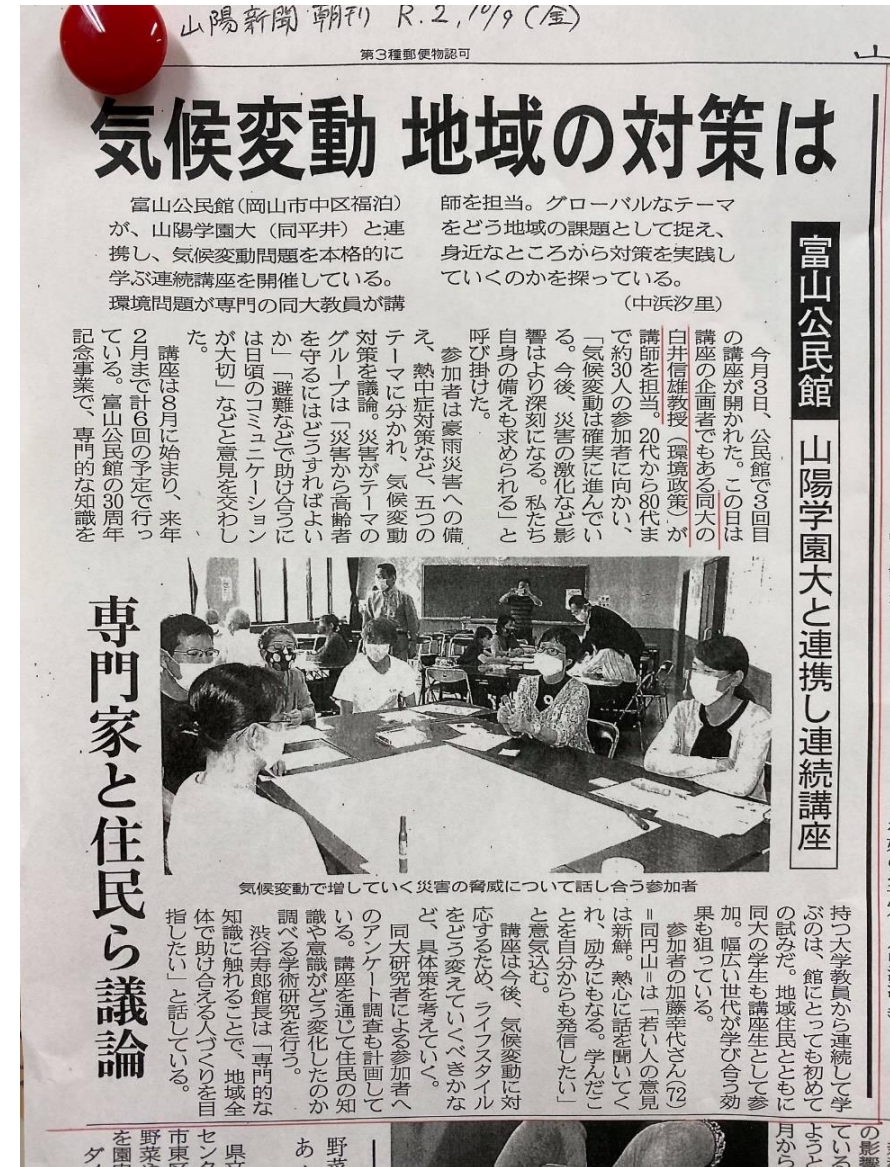 山陽新聞 朝刊 R.2,10/9(金)
第3種郵便物認可
山
気候変動 地域の対策は
富山公民館(岡山市中区福泊)
が、山陽学園大(同平井)と連
携し、気候変動問題を本格的に
学ぶ連続講座を開催している。
環境問題が専門の同大教員が講
師を担当。グローバルなテーマ
をどう地域の課題として捉え、
身近なところから対策を実践し
ていくのかを探っている。
(中浜汐里)
富山公民館
山陽学園大と連携し連続講座
今月3日、公民館で3回目
の講座が開かれた。この日は
講座の企画者でもある同大の
白井信雄教授(環境政策)が
講師を担当。20代から80代ま
で約30人の参加者に向かい、
「気候変動は確実に進んでい
る。今後、災害の激化など影
響はより深刻になる。私たち
自身の備えも求められる」と
呼び掛けた。
参加者は豪雨災害への備
え、熱中症対策など、五つの
テーマに分かれ、気候変動
対策を議論。災害がテーマの
グループは「災害から高齢者
を守るにはどうすればよい
か」「避難などで助け合うに
は日頃のコミュニケーション
が大切」などと意見を交わし
た。
講座は8月に始まり、来年
2月まで計6回の予定で行っ
ている。富山公民館の30周年
記念事業で、専門的な知識を
専門家と住民ら議論
気候変動で増していく災害の脅威について話し合う参加者
持つ大学教員から連続して学
ぶのは、館にとっても初めて
の試みだ。地域住民とともに
同大の学生も講座生として参
加。幅広い世代が学び合う効
果も狙っている。
参加者の加藤幸代さん(72)
=同円山=は「若い人の意見
は新鮮。熱心に話を聞いてく
れ、励みにもなる。学んだこ
とを自分からも発信したい」
と意気込む。
講座は今後、気候変動に対
応するため、ライフスタイル
をどう変えていくべきかな
ど、具体策を考えていく。
同大研究者による参加者へ
のアンケート調査も計画して
いる。講座を通じて住民の知
識や意識がどう変化したのか
調べる学術研究を行う。
渋谷寿郎館長は「専門的な
知識に触れることで、地域全
体で助け合える人づくりを目
指したい」と話している。
の影響
ている
ようと
月から
野菜
あ
県
セン
市東区
野菜や
を園
ダ